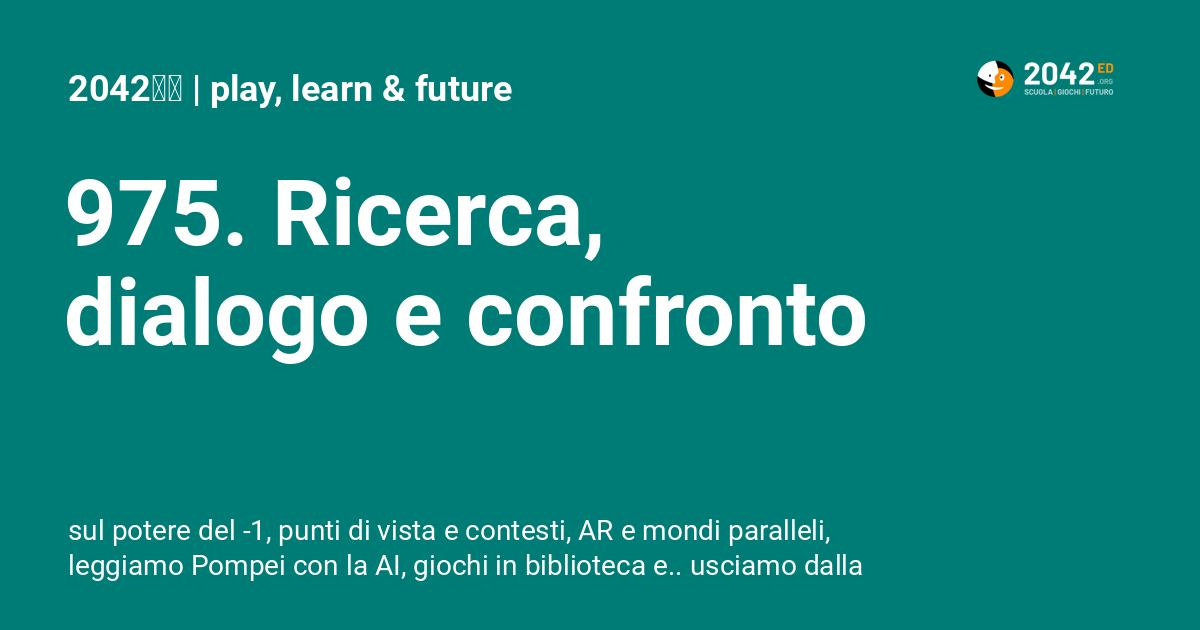 2042 | play, learn & future
2042 ED
.ORG
SCUOLA | GIOCHI | FUTURO
975. Ricerca,
dialogo e confronto
sul potere del -1, punti di vista e contesti, AR e mondi paralleli,
leggiamo Pompei con la AI, giochi in biblioteca e.. usciamo dalla